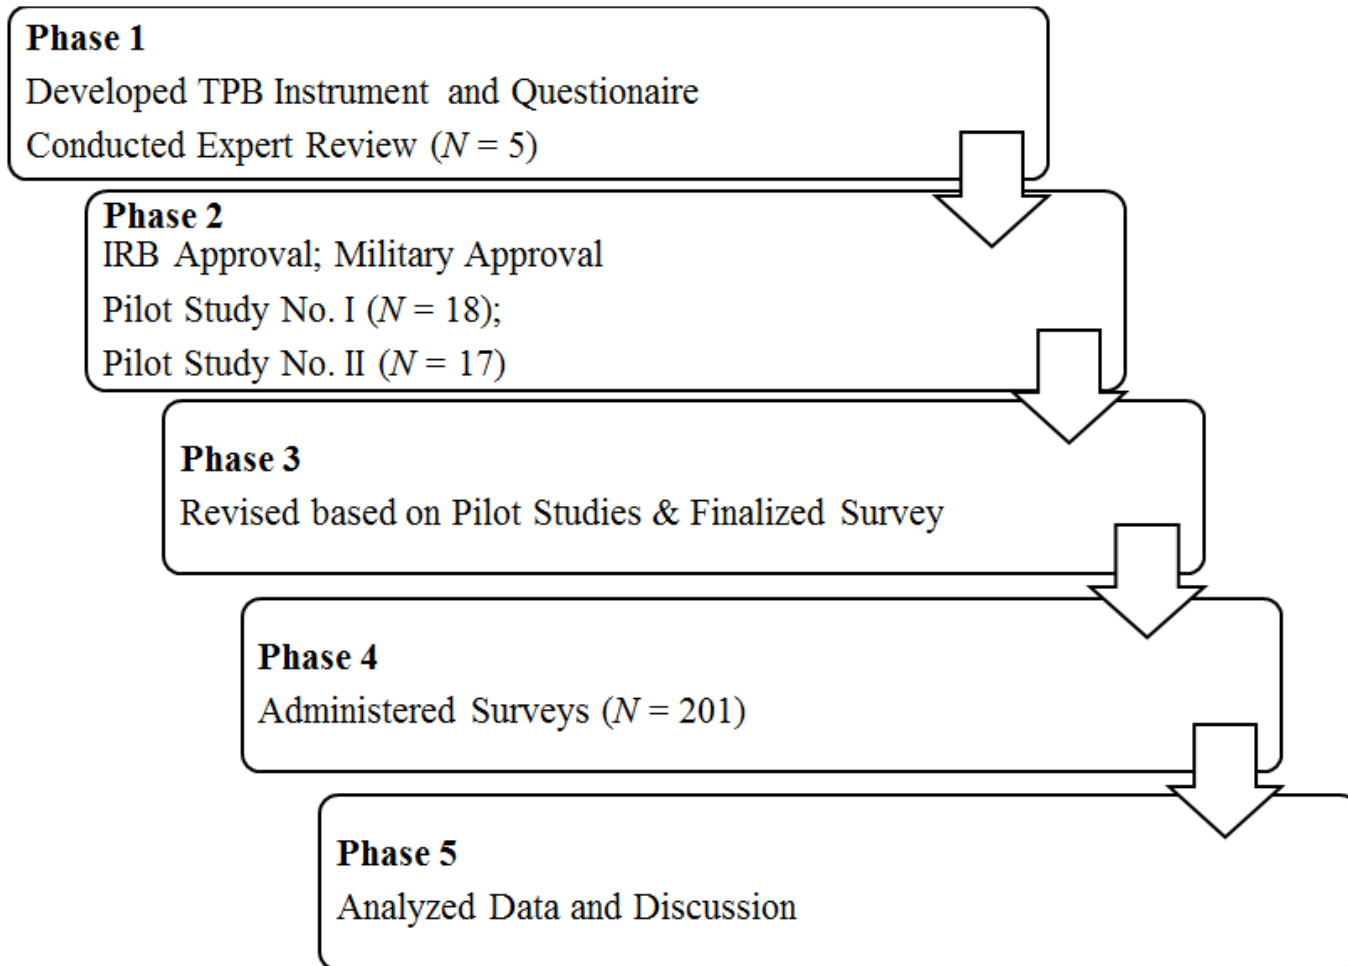 Phase 1
Developed TPB Instrument and Questionaire
Conducted Expert Review (N = 5)
Phase 2
IRB Approval; Military Approval
Pilot Study No. I (N = 18);
Pilot Study No. II (N = 17)
Phase 3
Revised based on Pilot Studies & Finalized Survey
Phase 4
Administered Surveys (N = 201)
Phase 5
Analyzed Data and Discussion